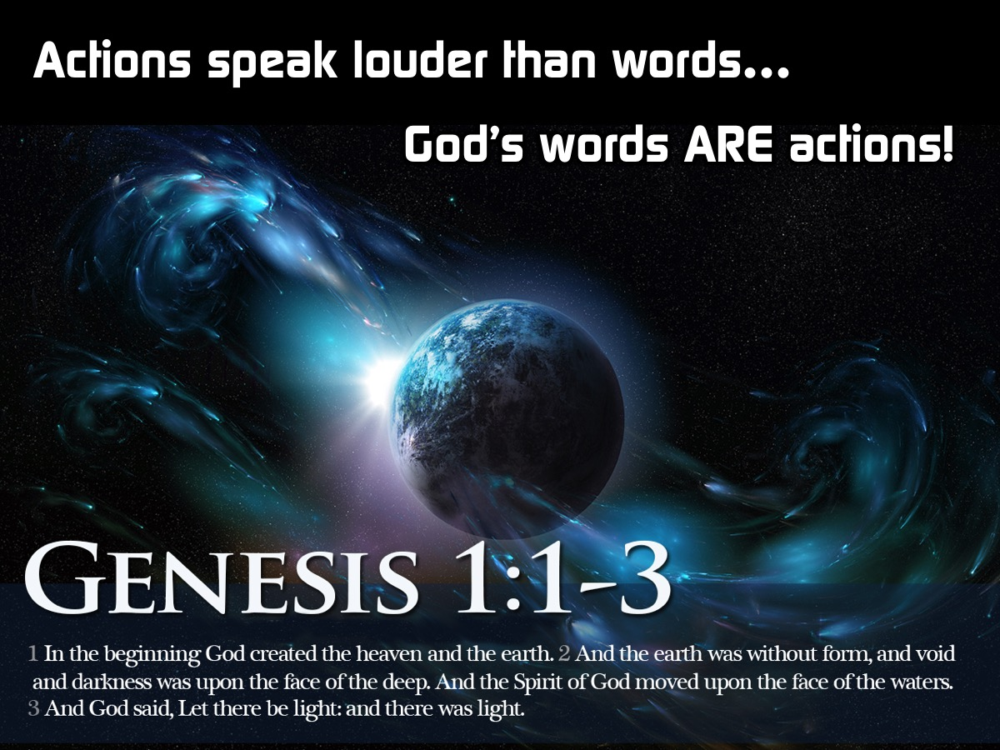 Actions speak louder than words...
God's words ARE actions!
GENESIS 1:1-3
1 In the beginning God created the heaven and the earth. 2 And the earth was without form, and void
and darkness was upon the face of the deep. And the Spirit of God moved upon the face of the waters.
3 And God said, Let there be light: and there was light.